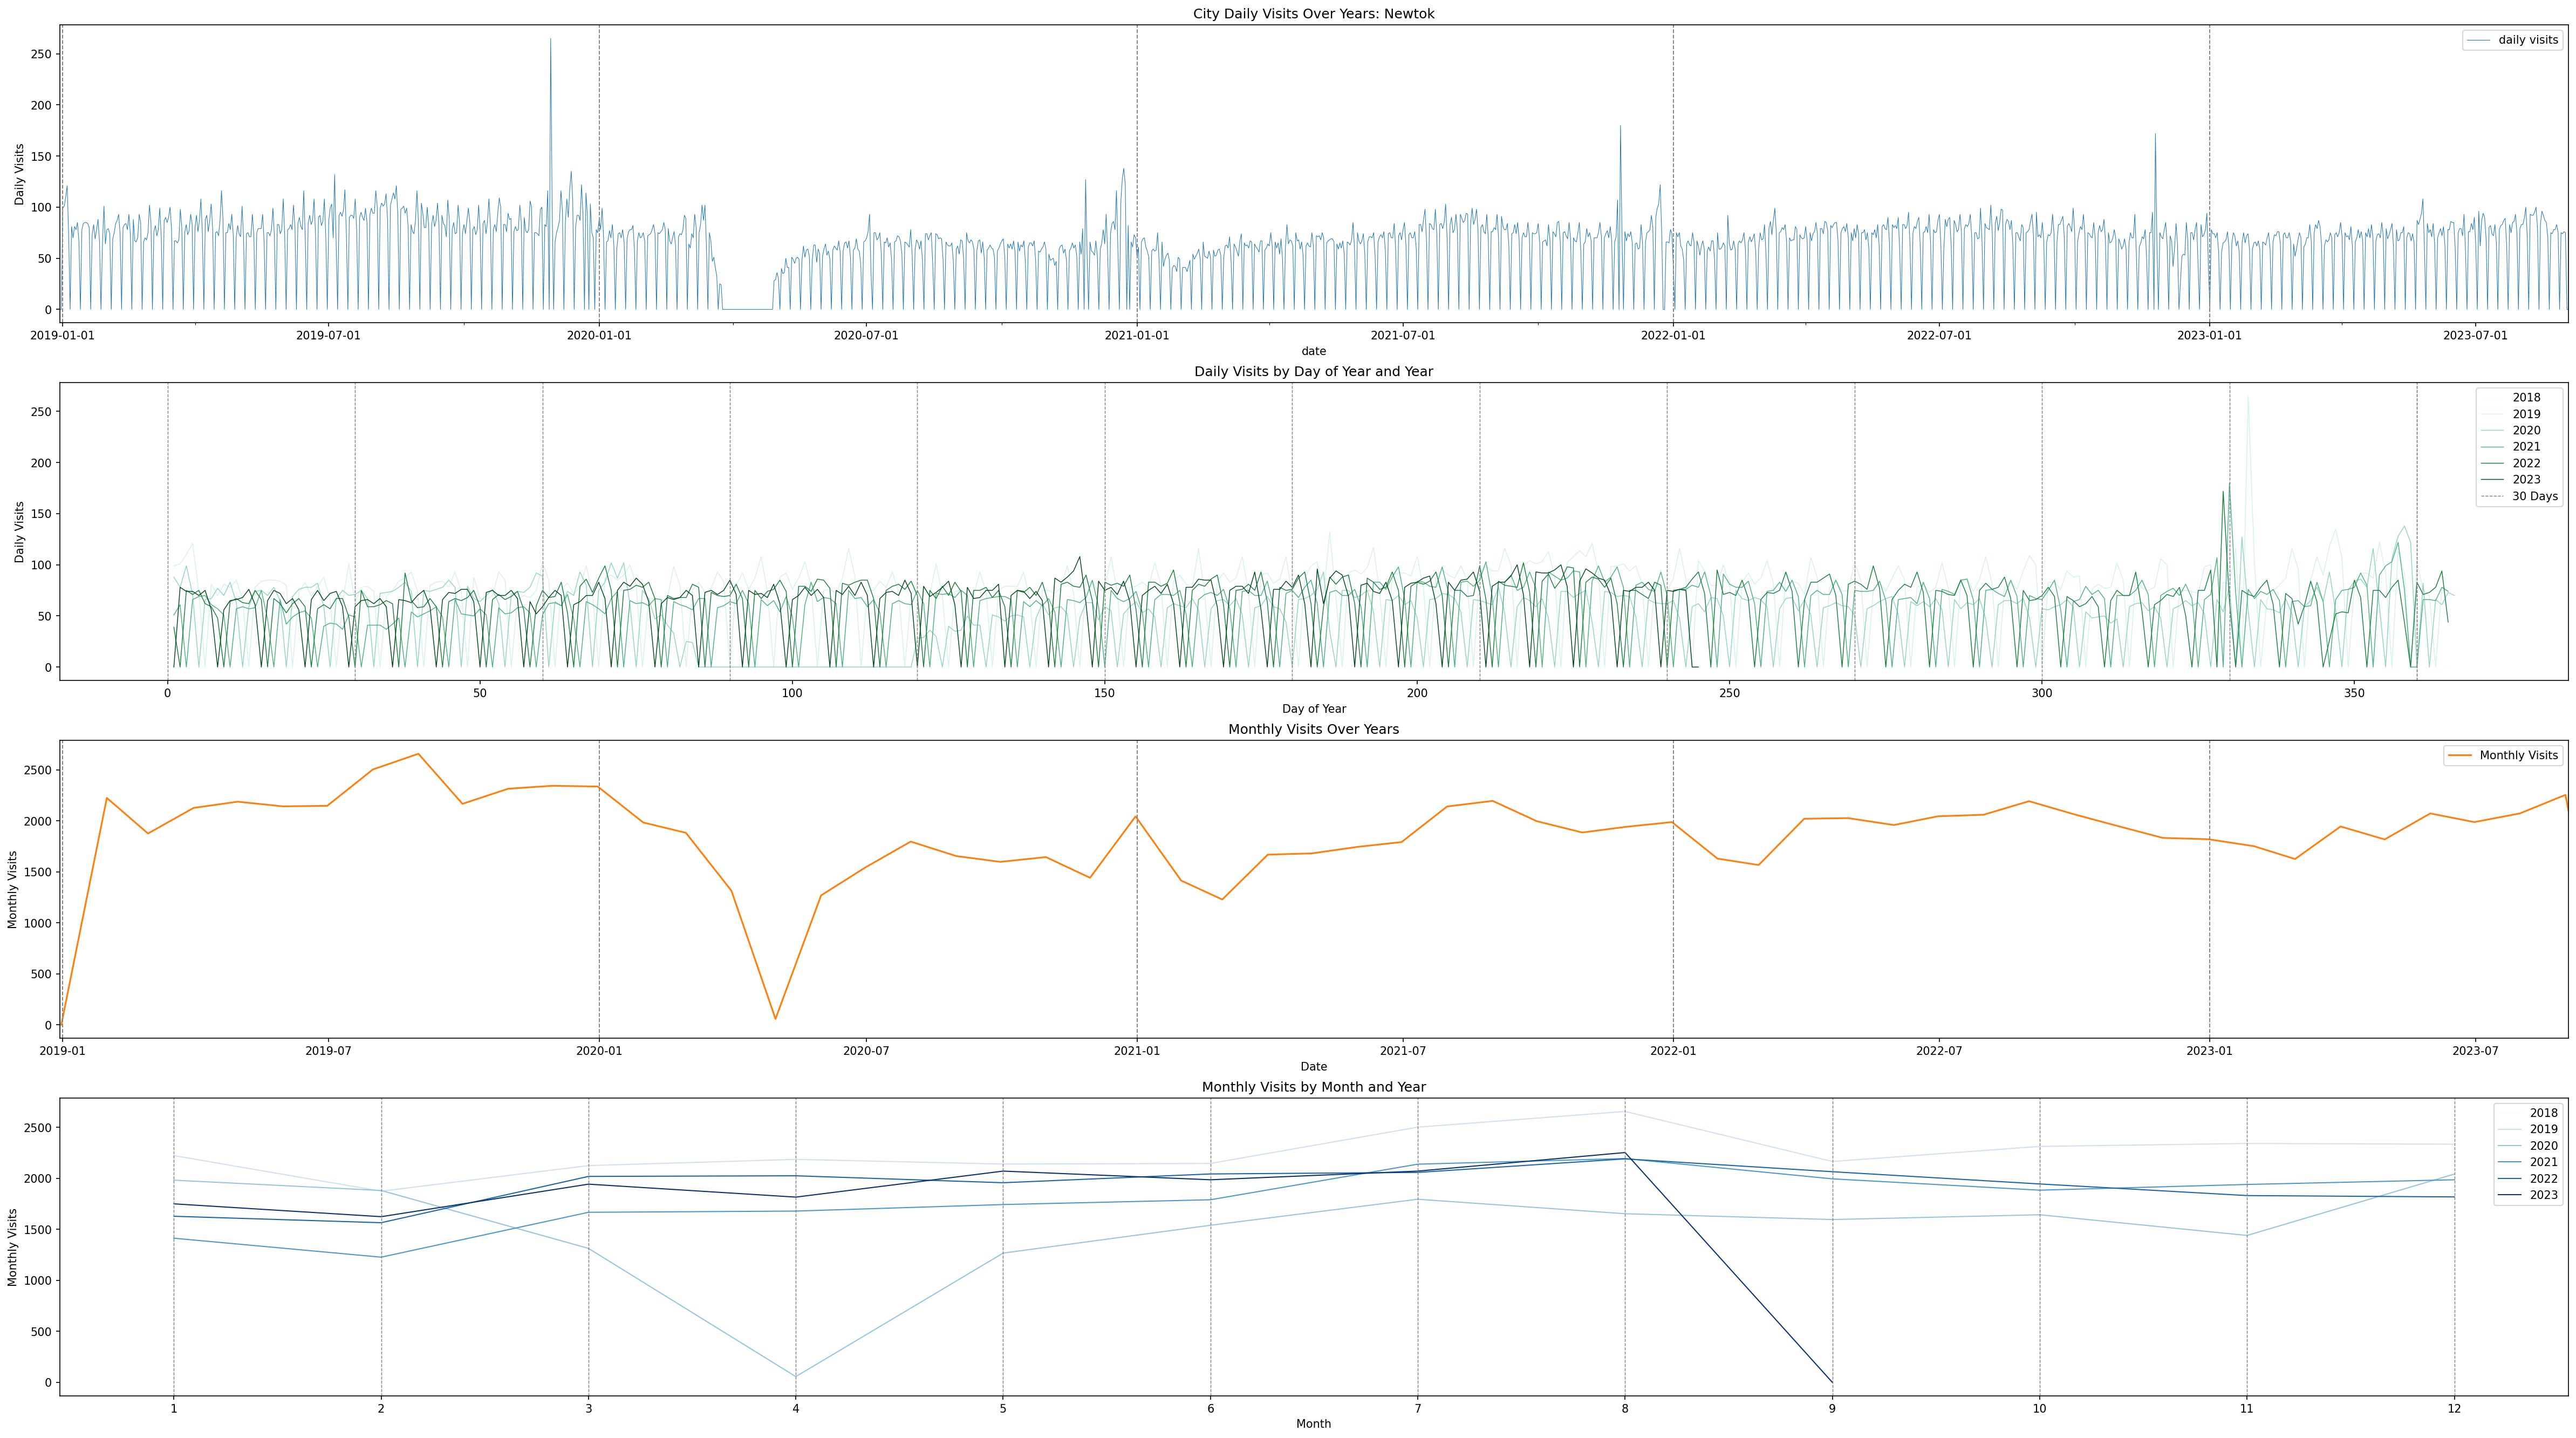 City Daily Visits Over Years: Newtok
Daily Visits
250
200
150
100
50
0
daily visits
2019-01-01 2019-07-01 2020-01-01 2020-07-01 2021-01-01 2021-07-01 2022-01-01 2022-07-01 2023-01-01 2023-07-01
date
Daily Visits by Day of Year and Year
Daily Visits
250
200
150
100
50
0
2018
2019
2020
2021
2022
2023
30 Days
0 50 100 150 200 250 300 350
Day of Year
Monthly Visits Over Years
Monthly Visits
2500
2000
1500
1000
500
0
Monthly Visits
2019-01 2019-07 2020-01 2020-07 2021-01 2021-07 2022-01 2022-07 2023-01 2023-07
Date
Monthly Visits by Month and Year
Monthly Visits
2500
2000
1500
1000
500
0
2018
2019
2020
2021
2022
2023
1 2 3 4 5 6 7 8 9 10 11 12
Month